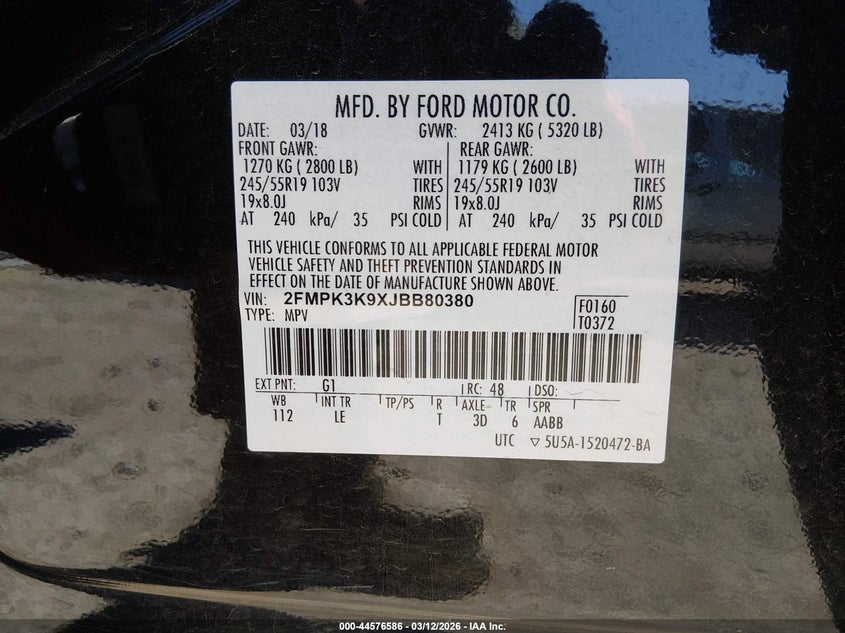 MFD. BY FORD MOTOR CO.
DATE: 03/18 GVWR: 2413 KG ( 5320 LB)
FRONT GAWR: REAR GAWR:
1270 KG ( 2800 LB) WITH 1179 KG ( 2600 LB) WITH
245/55R19 103V TIRES 245/55R19 103V TIRES
19x8.0J RIMS 19x8.0J RIMS
AT 240 kPa/ 35 PSI COLD AT 240 kPa/ 35 PSI COLD
THIS VEHICLE CONFORMS TO ALL APPLICABLE FEDERAL MOTOR
VEHICLE SAFETY AND THEFT PREVENTION STANDARDS IN
EFFECT ON THE DATE OF MANUFACTURE SHOWN ABOVE.
VIN: 2FMPK3K9XJBB80380 F0160
TYPE: MPV T0372
EXT PNT: G1 RC: 48 DSO:
WB INT TR TP/PS R AXLE TR SPR
112 LE T 3D 6 AABB
UTC ▽ 5U5A-1520472-BA
000-44576586 - 03/12/2026 - IAA Inc.